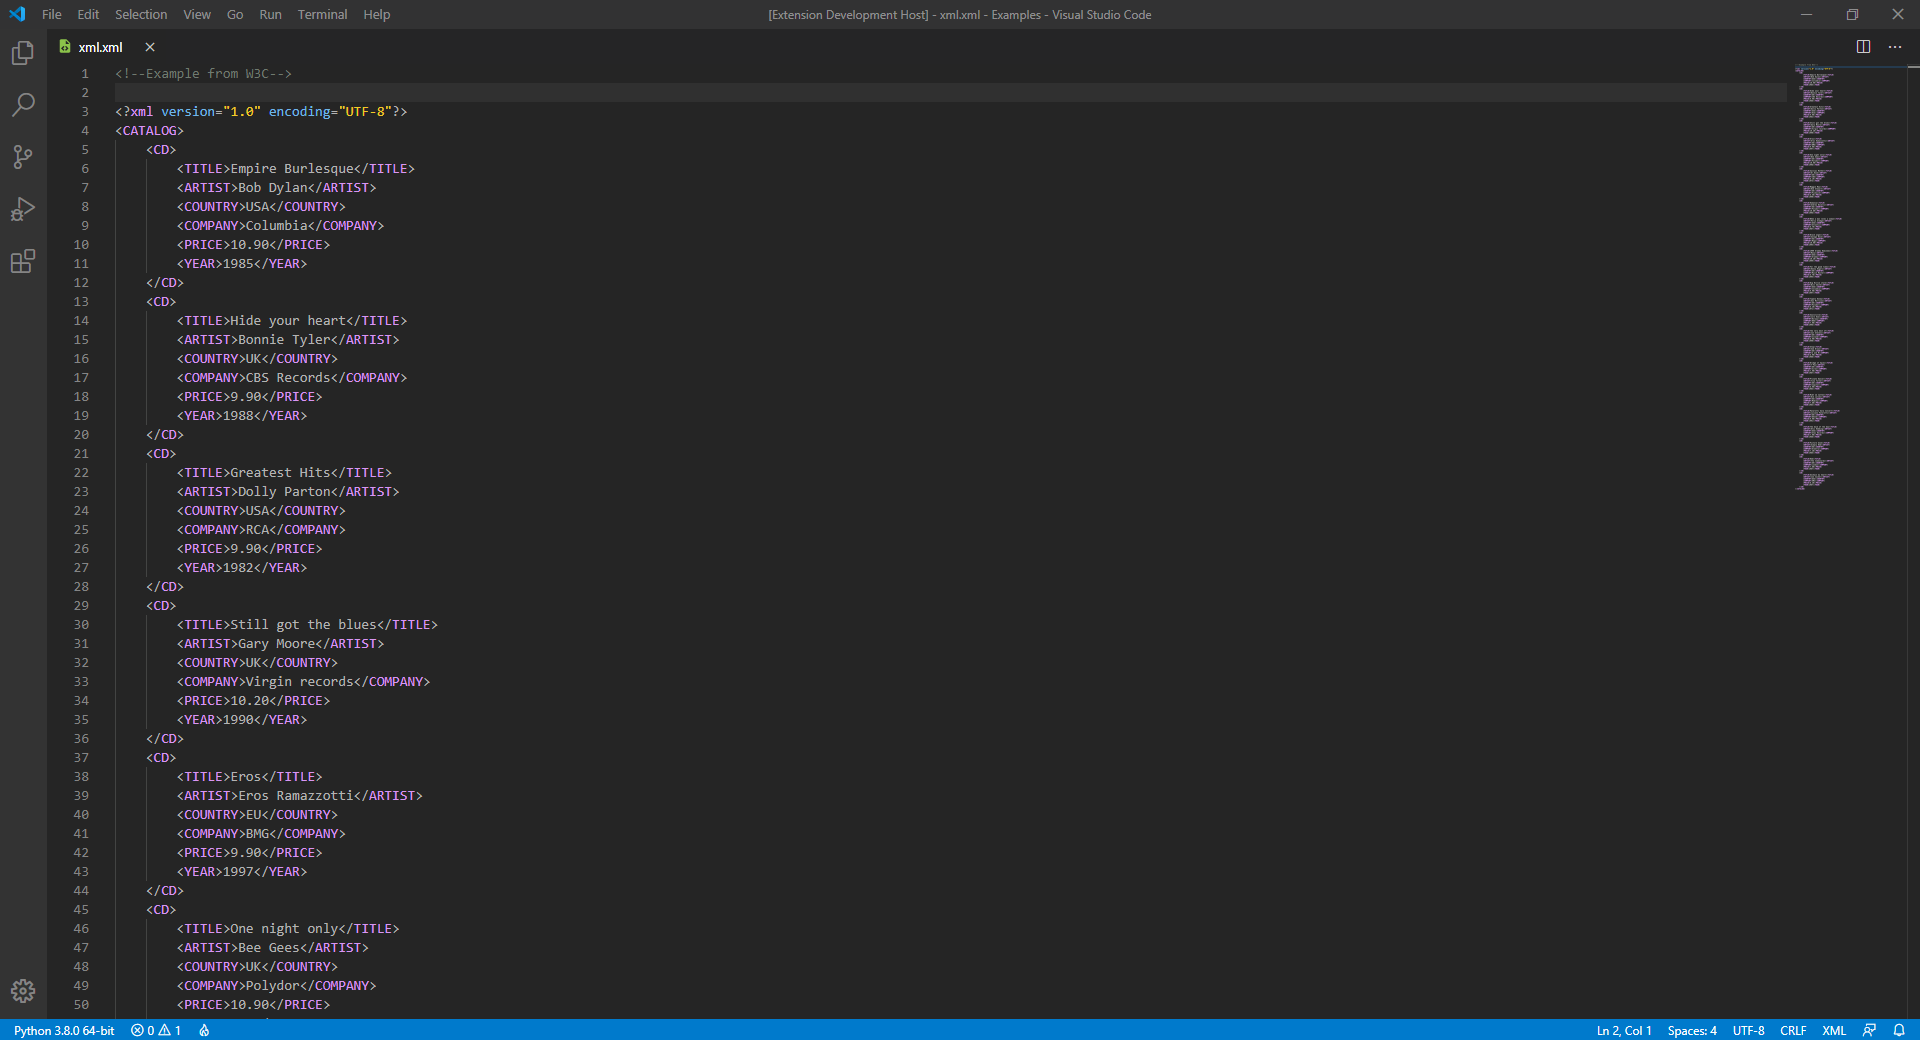 File Edit Selection View Go Run Terminal Help [Extension Development Host] - xml.xml - Examples - Visual Studio Code
xml.xml
1 <!--Example from W3C-->
2
3 <?xml version="1.0" encoding="UTF-8"?>
4 <CATALOG>
5 <CD>
6 <TITLE>Empire Burlesque</TITLE>
7 <ARTIST>Bob Dylan</ARTIST>
8 <COUNTRY>USA</COUNTRY>
9 <COMPANY>Columbia</COMPANY>
10 <PRICE>10.90</PRICE>
11 <YEAR>1985</YEAR>
12 </CD>
13 <CD>
14 <TITLE>Hide your heart</TITLE>
15 <ARTIST>Bonnie Tyler</ARTIST>
16 <COUNTRY>UK</COUNTRY>
17 <COMPANY>CBS Records</COMPANY>
18 <PRICE>9.90</PRICE>
19 <YEAR>1988</YEAR>
20 </CD>
21 <CD>
22 <TITLE>Greatest Hits</TITLE>
23 <ARTIST>Dolly Parton</ARTIST>
24 <COUNTRY>USA</COUNTRY>
25 <COMPANY>RCA</COMPANY>
26 <PRICE>9.90</PRICE>
27 <YEAR>1982</YEAR>
28 </CD>
29 <CD>
30 <TITLE>Still got the blues</TITLE>
31 <ARTIST>Gary Moore</ARTIST>
32 <COUNTRY>UK</COUNTRY>
33 <COMPANY>Virgin records</COMPANY>
34 <PRICE>10.20</PRICE>
35 <YEAR>1990</YEAR>
36 </CD>
37 <CD>
38 <TITLE>Eros</TITLE>
39 <ARTIST>Eros Ramazzotti</ARTIST>
40 <COUNTRY>EU</COUNTRY>
41 <COMPANY>BMG</COMPANY>
42 <PRICE>9.90</PRICE>
43 <YEAR>1997</YEAR>
44 </CD>
45 <CD>
46 <TITLE>One night only</TITLE>
47 <ARTIST>Bee Gees</ARTIST>
48 <COUNTRY>UK</COUNTRY>
49 <COMPANY>Polydor</COMPANY>
50 <PRICE>10.90</PRICE>
Python 3.8.0 64-bit 0 1 Ln 2, Col 1 Spaces: 4 UTF-8 CRLF XML